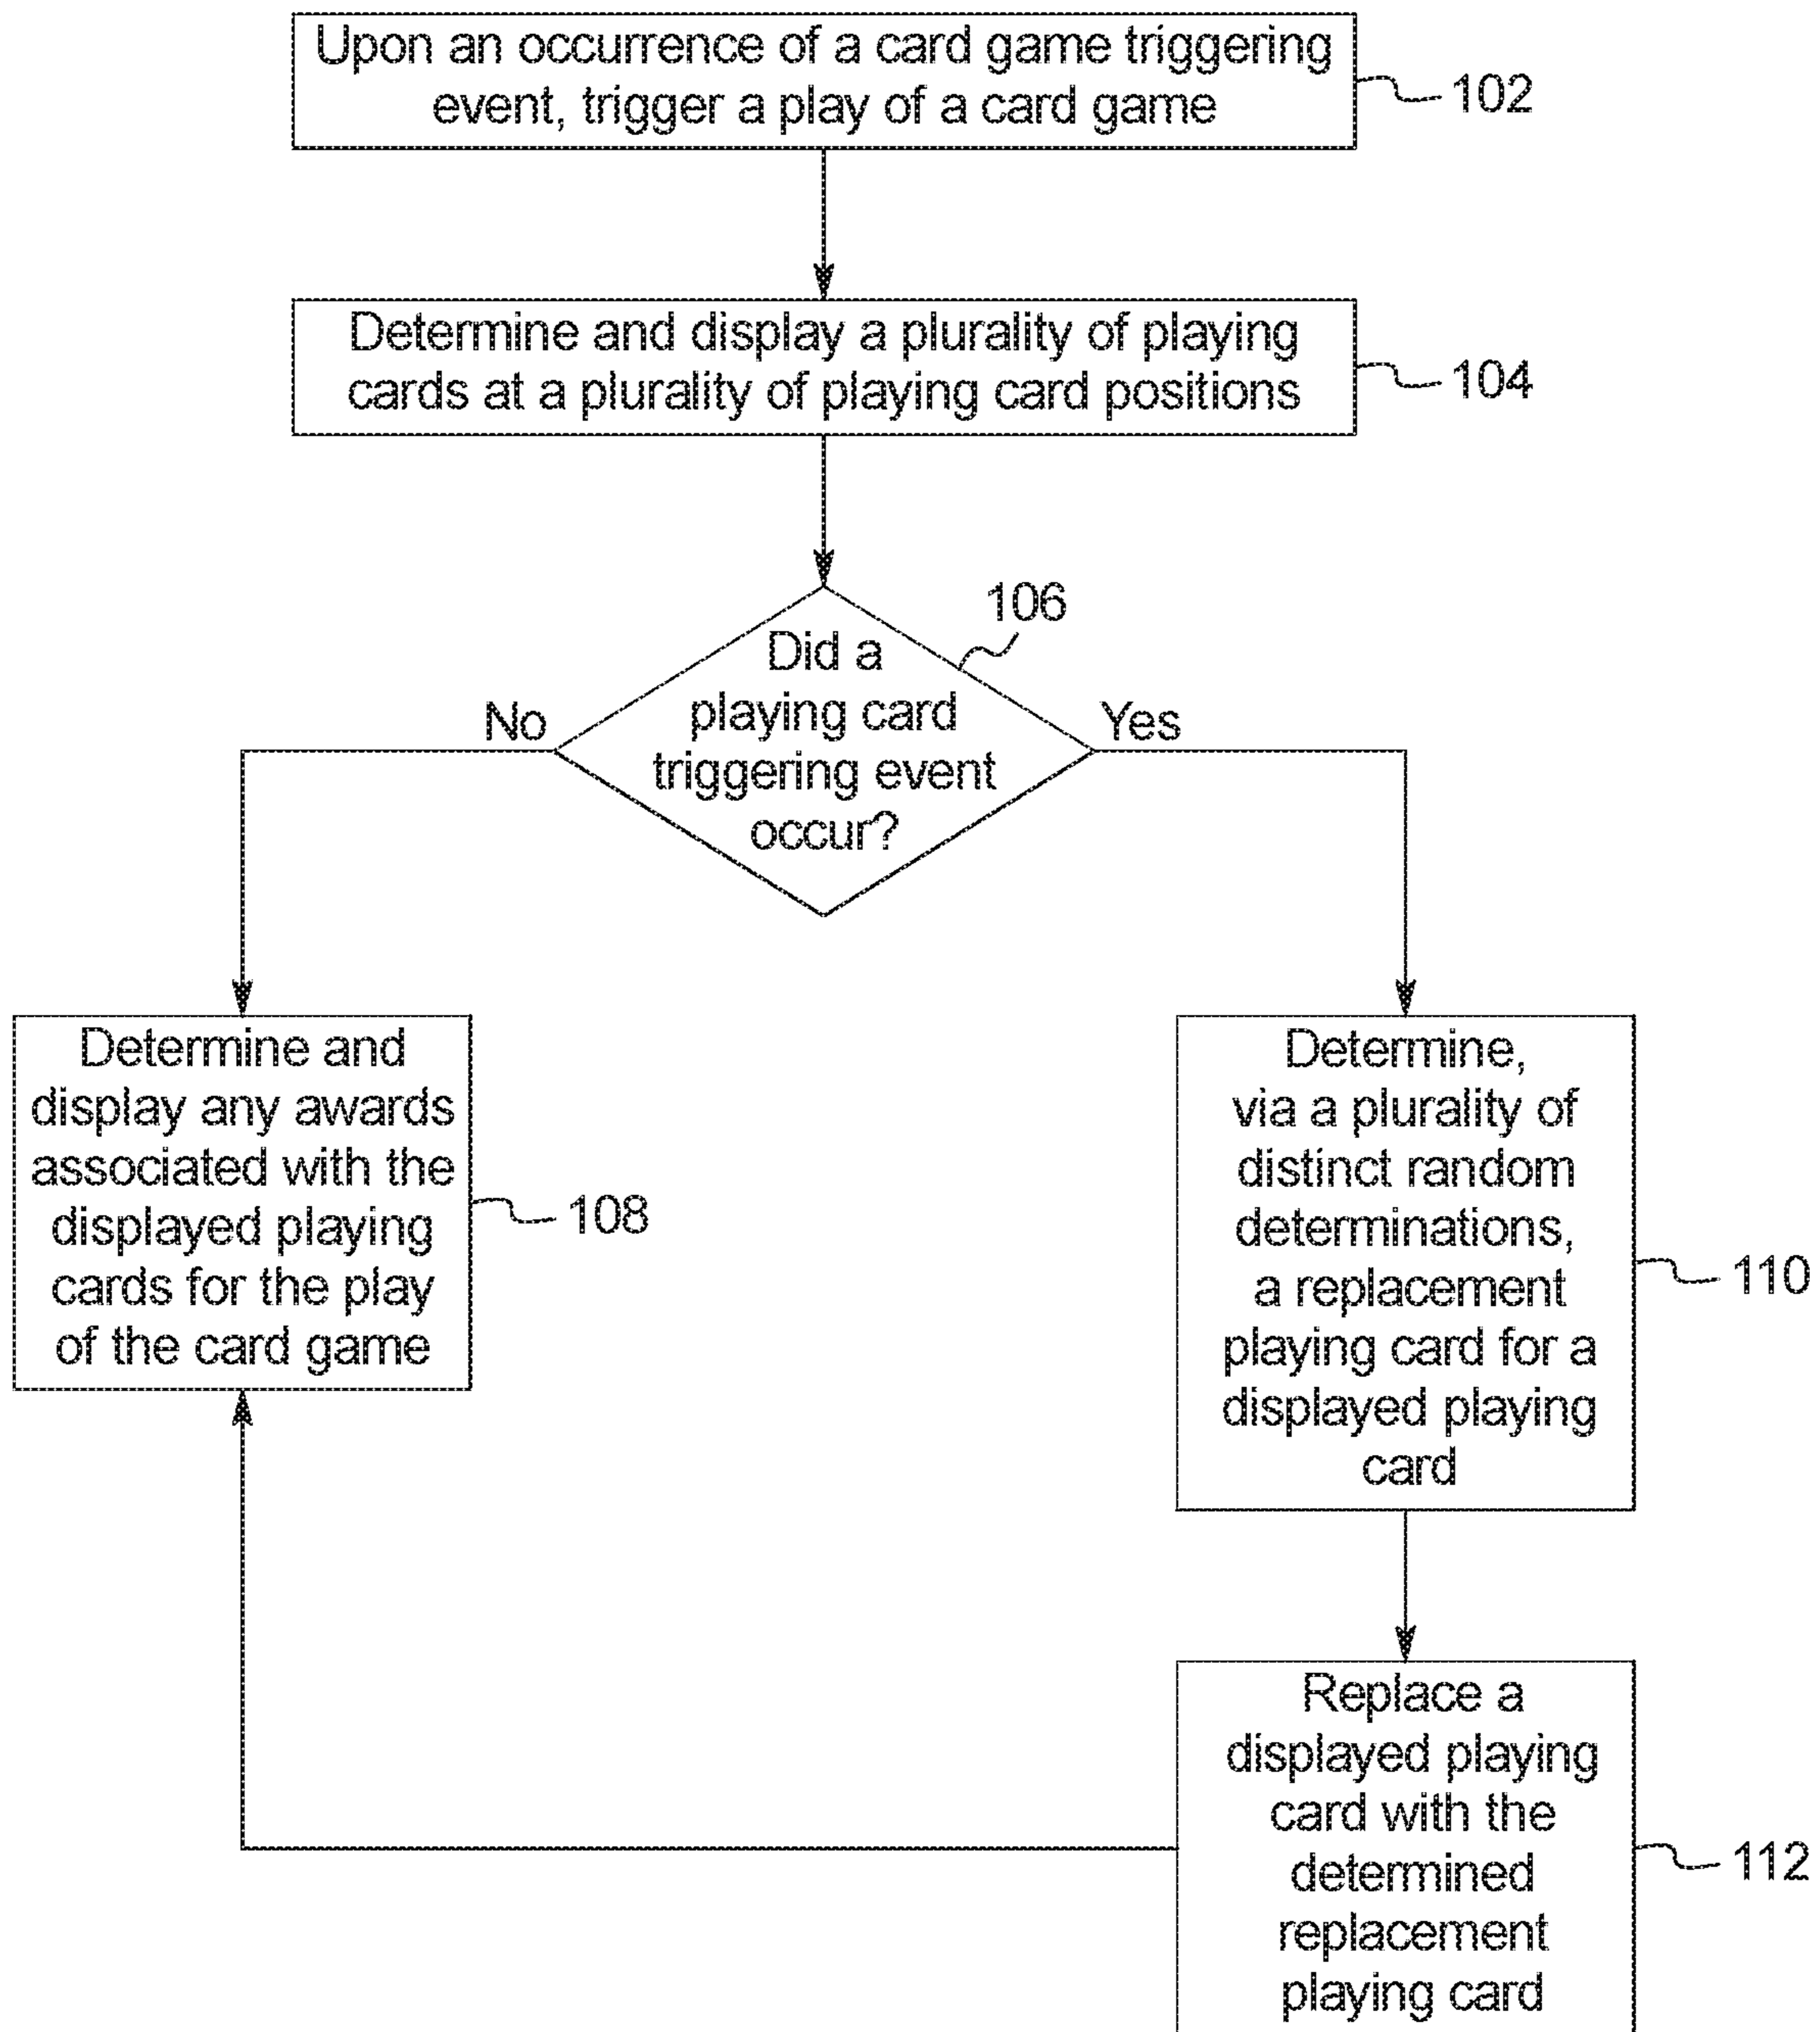 Upon an occurrence of a card game triggering
event, trigger a play of a card game
102
Determine and display a plurality of playing
cards at a plurality of playing card positions
104
106
Did a
playing card
triggering event
occur?
No
Yes
Determine and
display any awards
associated with the
displayed playing
cards for the play
of the card game
108
Determine,
via a plurality of
distinct random
determinations,
a replacement
playing card for a
displayed playing
card
110
Replace a
displayed playing
card with the
determined
replacement
playing card
112